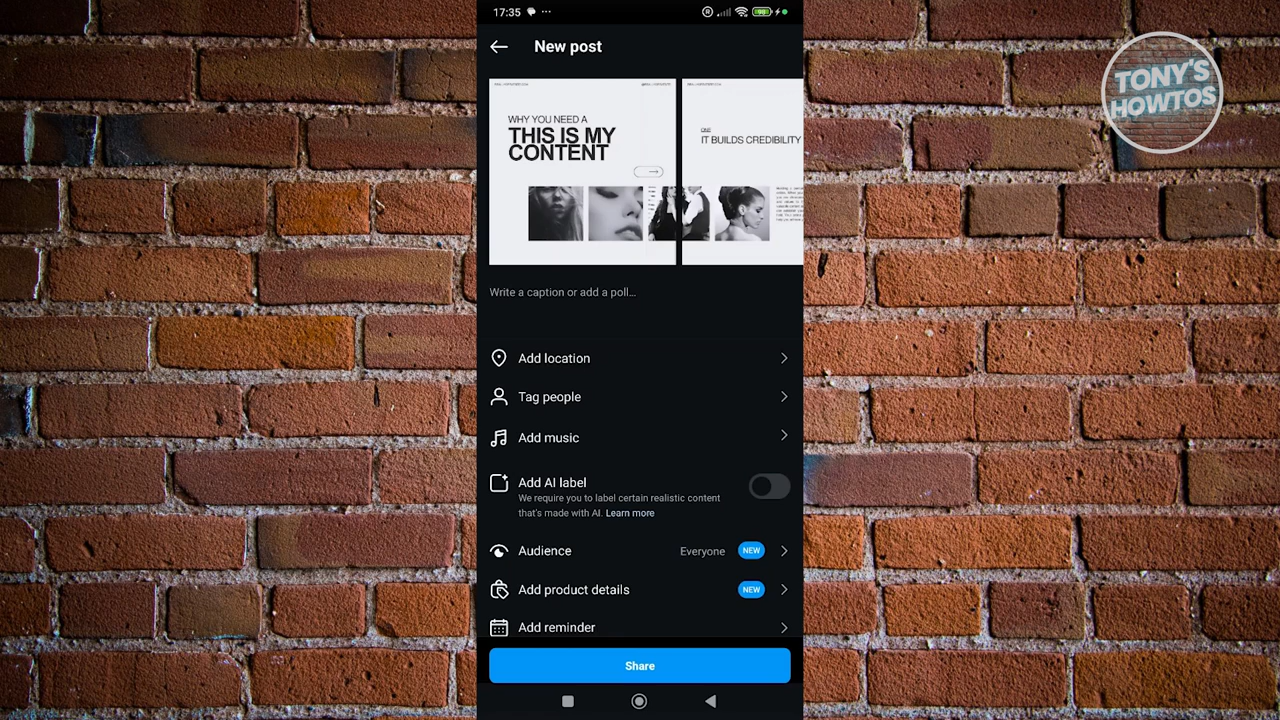 17:35
98
New post
TONY'S
HOWTOS
WHY YOU NEED A
THIS IS MY
CONTENT
ONE
IT BUILDS CREDIBILITY
Write a caption or add a poll...
Add location
Tag people
Add music
Add AI label
We require you to label certain realistic content
that's made with AI. Learn more
Audience
Everyone
NEW
Add product details
NEW
Add reminder
Share